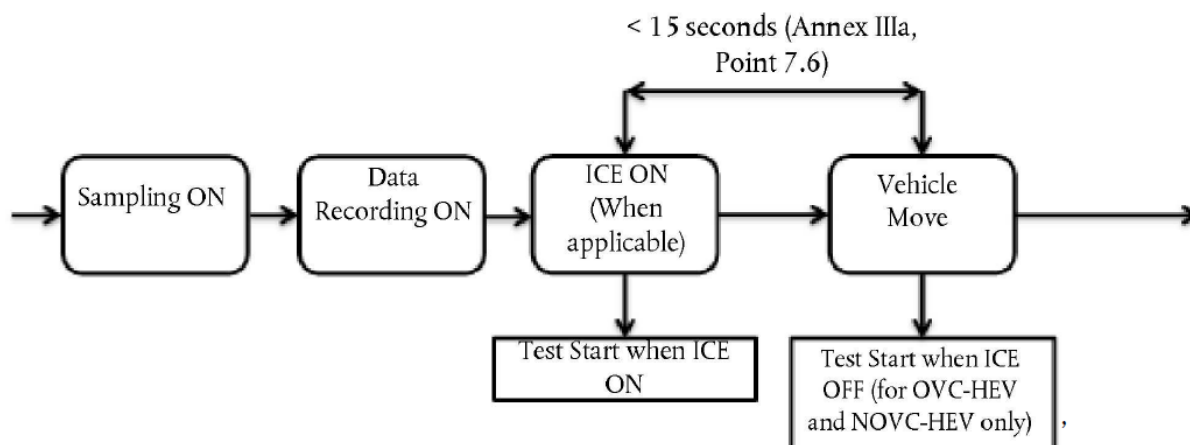 < 15 seconds (Annex IIIa,
Point 7.6)
Sampling ON
Data
Recording ON
ICE ON
(When
applicable)
Vehicle
Move
Test Start when ICE
ON
Test Start when ICE
OFF (for OVC-HEV
and NOVC-HEV only)
,